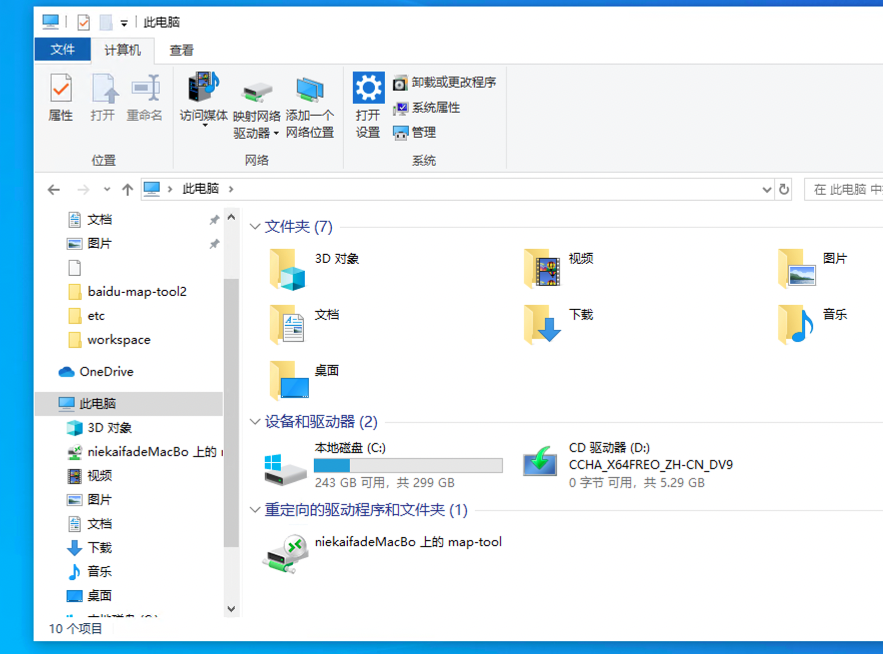 此电脑
文件 计算机 查看
属性 打开 重命名 访问媒体 映射网络驱动器 添加一个网络位置 打开设置 卸载或更改程序
系统属性
管理
位置 网络 系统
此电脑 在 此电脑 中
文档
图片
baidu-map-tool2
etc
workspace
OneDrive
此电脑
3D 对象
niekaifadeMacBo 上的
视频
图片
文档
下载
音乐
桌面
文件夹 (7)
3D 对象 视频 图片
文档 下载 音乐
桌面
设备和驱动器 (2)
本地磁盘 (C:)
243 GB 可用，共 299 GB
CD 驱动器 (D:)
CCHA_X64FREO_ZH-CN_DV9
0 字节 可用，共 5.29 GB
重定向的驱动程序和文件夹 (1)
niekaifadeMacBo 上的 map-tool
10 个项目